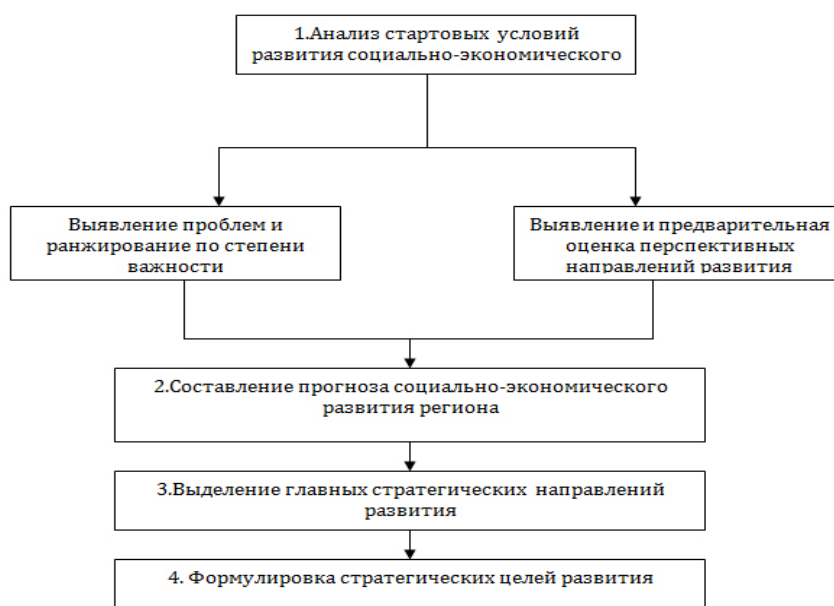 1.Анализ стартовых условий
развития социально-экономического
Выявление проблем и
ранжирование по степени
важности
Выявление и предварительная
оценка перспективных
направлений развития
2.Составление прогноза социально-экономического
развития региона
3.Выделение главных стратегических направлений
развития
4. Формулировка стратегических целей развития